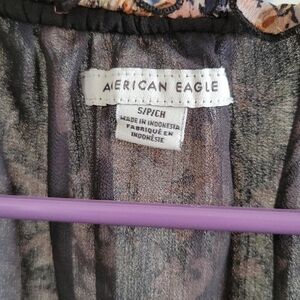 AMERICAN EAGLE
S/P/CH
MADE IN INDONESIA
FABRIQUÉ EN
INDONÉSIE